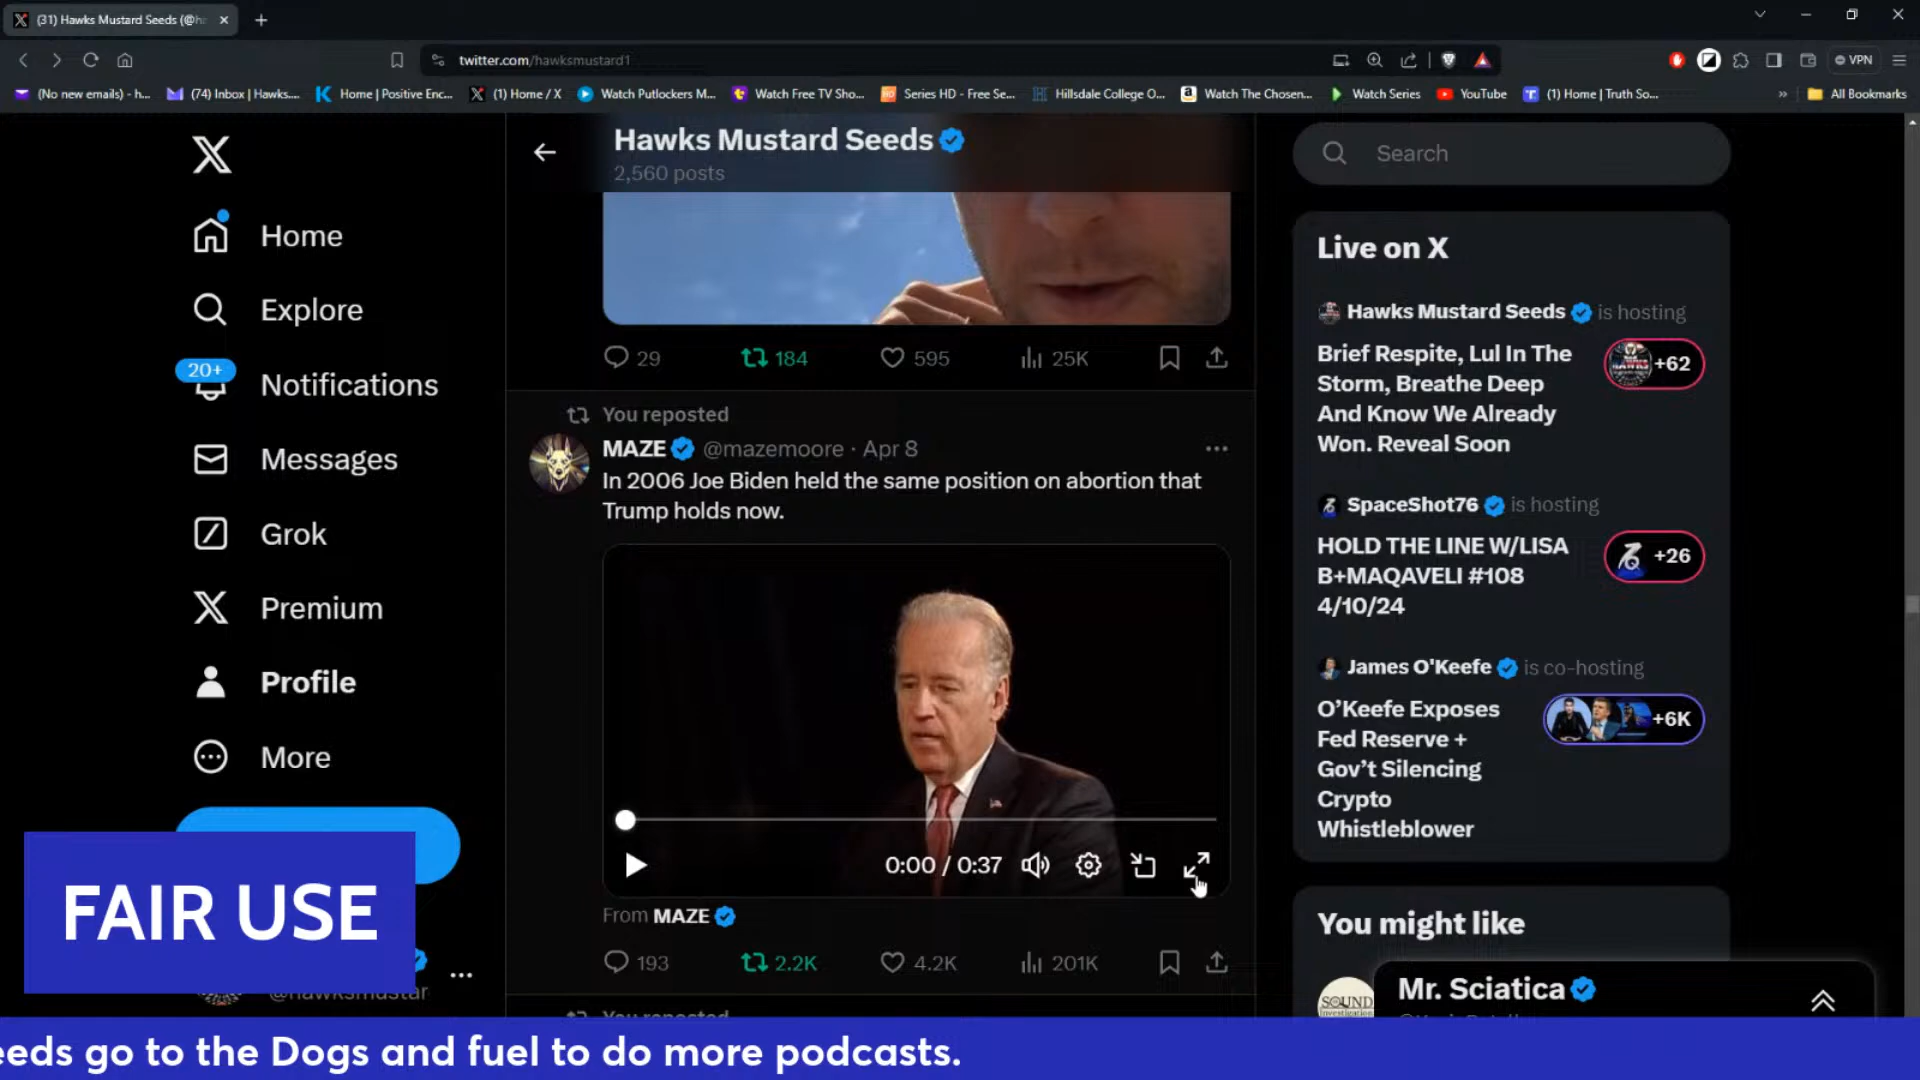 (31) Hawks Mustard Seeds (@ha
twitter.com/hawksmustard1
VPN
(No new emails) - h...
(74) Inbox | Hawks....
Home | Positive Enc...
(1) Home / X
Watch Putlockers M...
Watch Free TV Sho...
Series HD - Free Se...
Hillsdale College O...
Watch The Chosen...
Watch Series
YouTube
(1) Home | Truth So...
»
All Bookmarks
Home
Explore
20+
Notifications
Messages
Grok
Premium
Profile
More
FAIR USE
@hawksmustar
Hawks Mustard Seeds
2,560 posts
29
184
595
25K
You reposted
MAZE @mazemoore · Apr 8
In 2006 Joe Biden held the same position on abortion that
Trump holds now.
0:00 / 0:37
From MAZE
193
2.2K
4.2K
201K
You reposted
Search
Live on X
Hawks Mustard Seeds is hosting
Brief Respite, Lul In The
Storm, Breathe Deep
And Know We Already
Won. Reveal Soon
+62
SpaceShot76 is hosting
HOLD THE LINE W/LISA
B+MAQAVELI #108
4/10/24
+26
James O'Keefe is co-hosting
O’Keefe Exposes
Fed Reserve +
Gov’t Silencing
Crypto
Whistleblower
+6K
You might like
SOUND
Investigation
Mr. Sciatica
eeds go to the Dogs and fuel to do more podcasts.